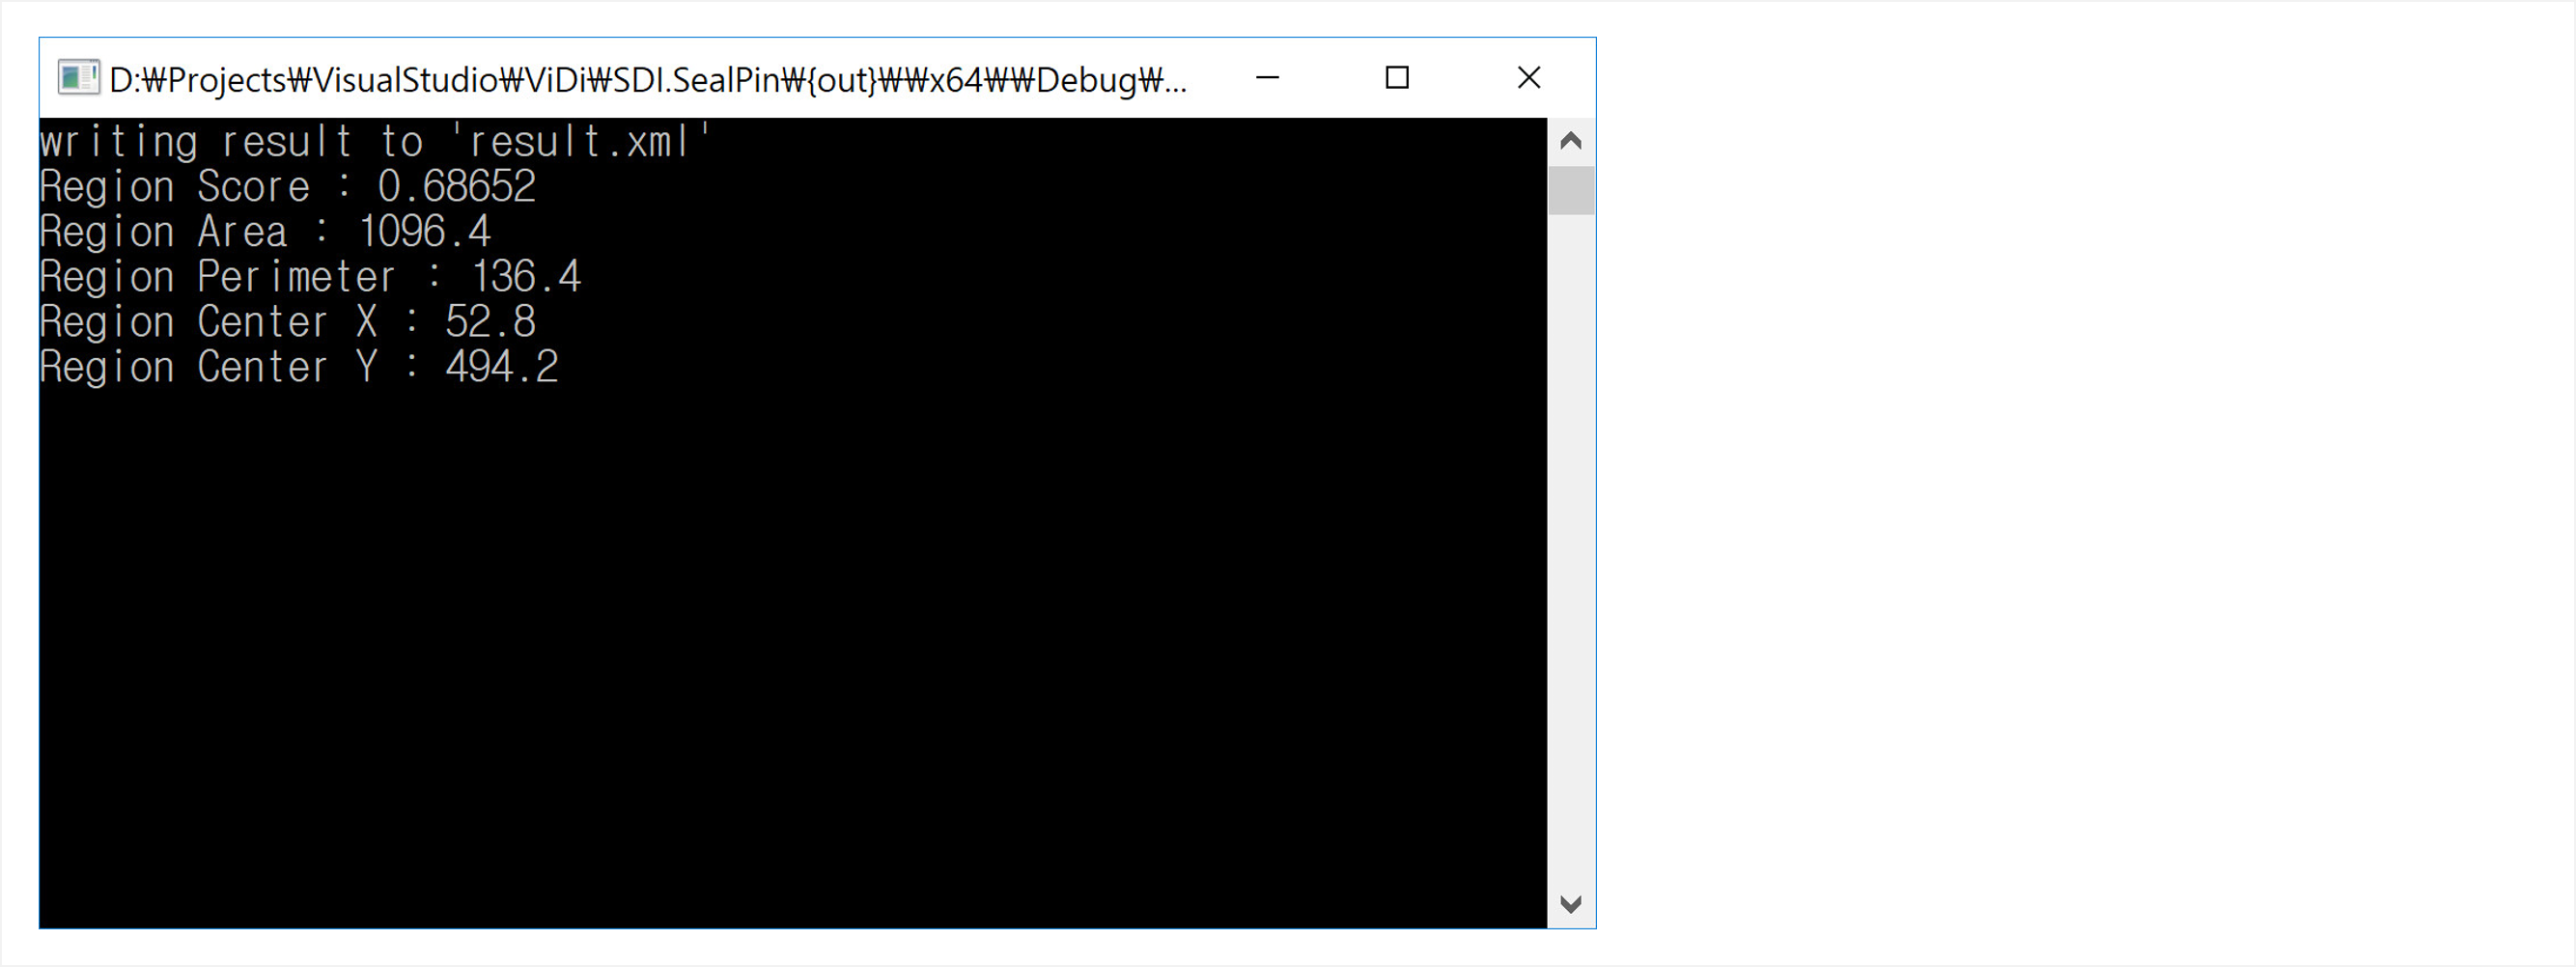 D:₩Projects₩VisualStudio₩ViDi₩SDI.SealPin₩{out}₩₩x64₩₩Debug₩...
writing result to 'result.xml'
Region Score : 0.68652
Region Area : 1096.4
Region Perimeter : 136.4
Region Center X : 52.8
Region Center Y : 494.2